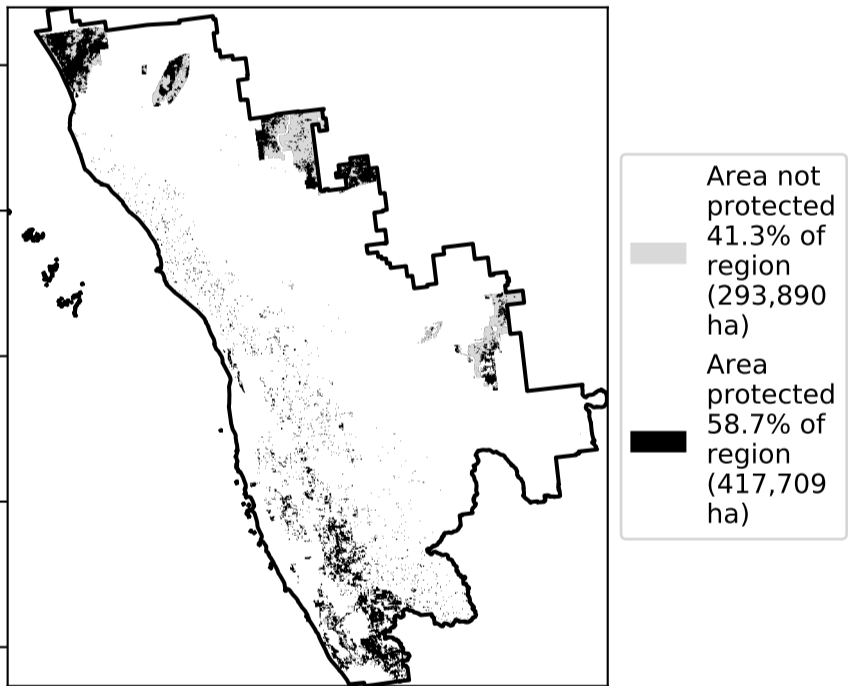 Area not
protected
41.3% of
region
(293,890
ha)
Area
protected
58.7% of
region
(417,709
ha)